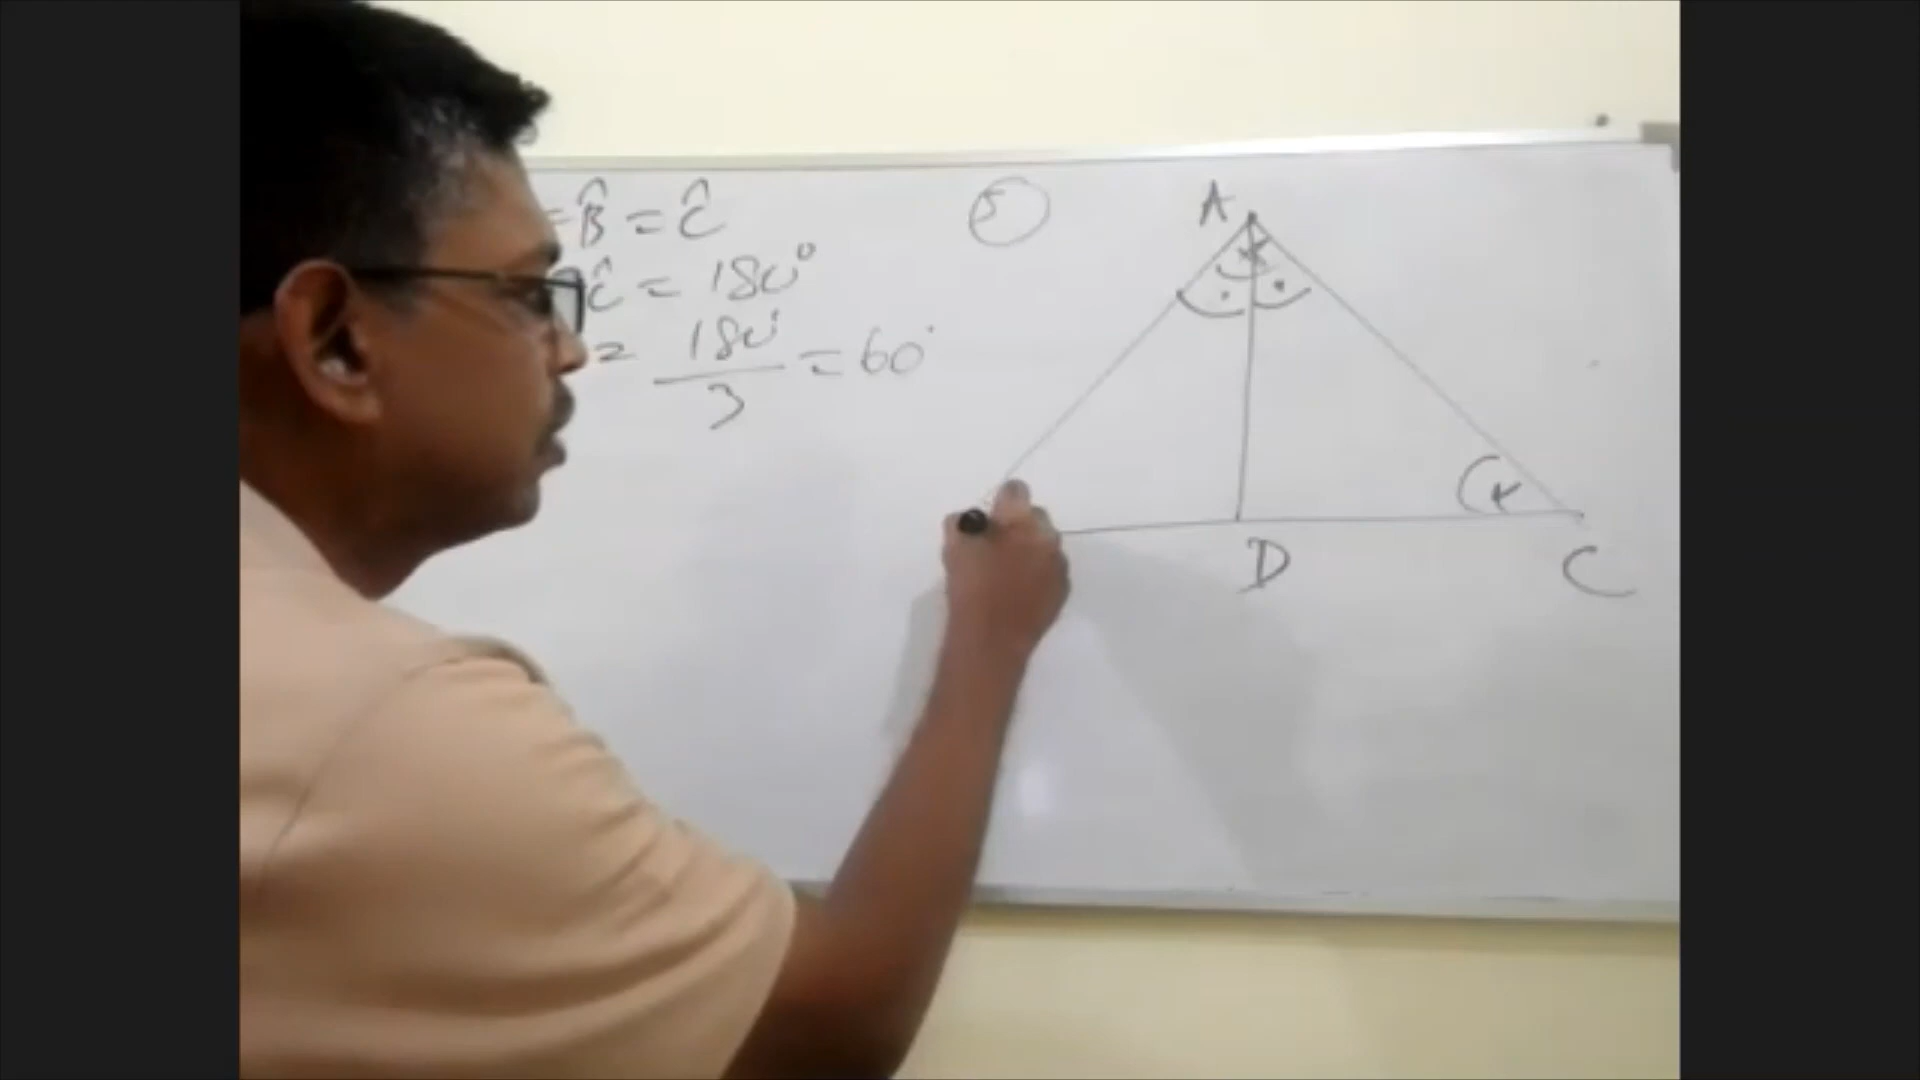 = B̂ = Ĉ
Ĉ = 180°
= 180° / 3 = 60°
5
A
D
C